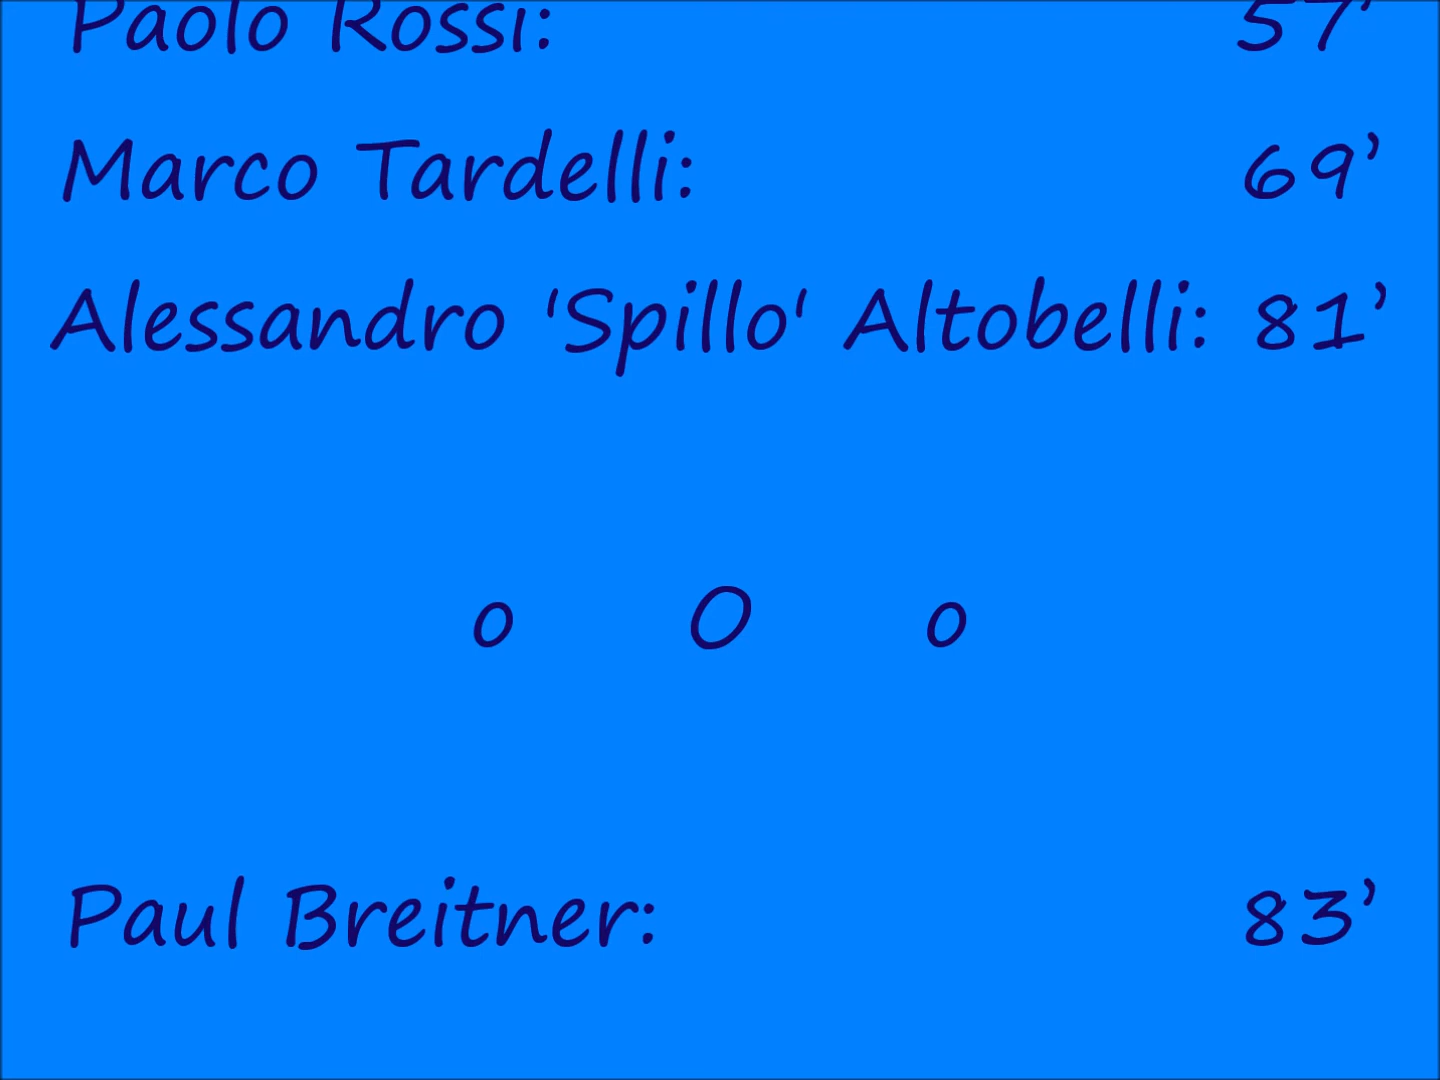 Paolo Rossi: 57’
Marco Tardelli: 69’
Alessandro 'Spillo' Altobelli: 81’
o O o
Paul Breitner: 83’